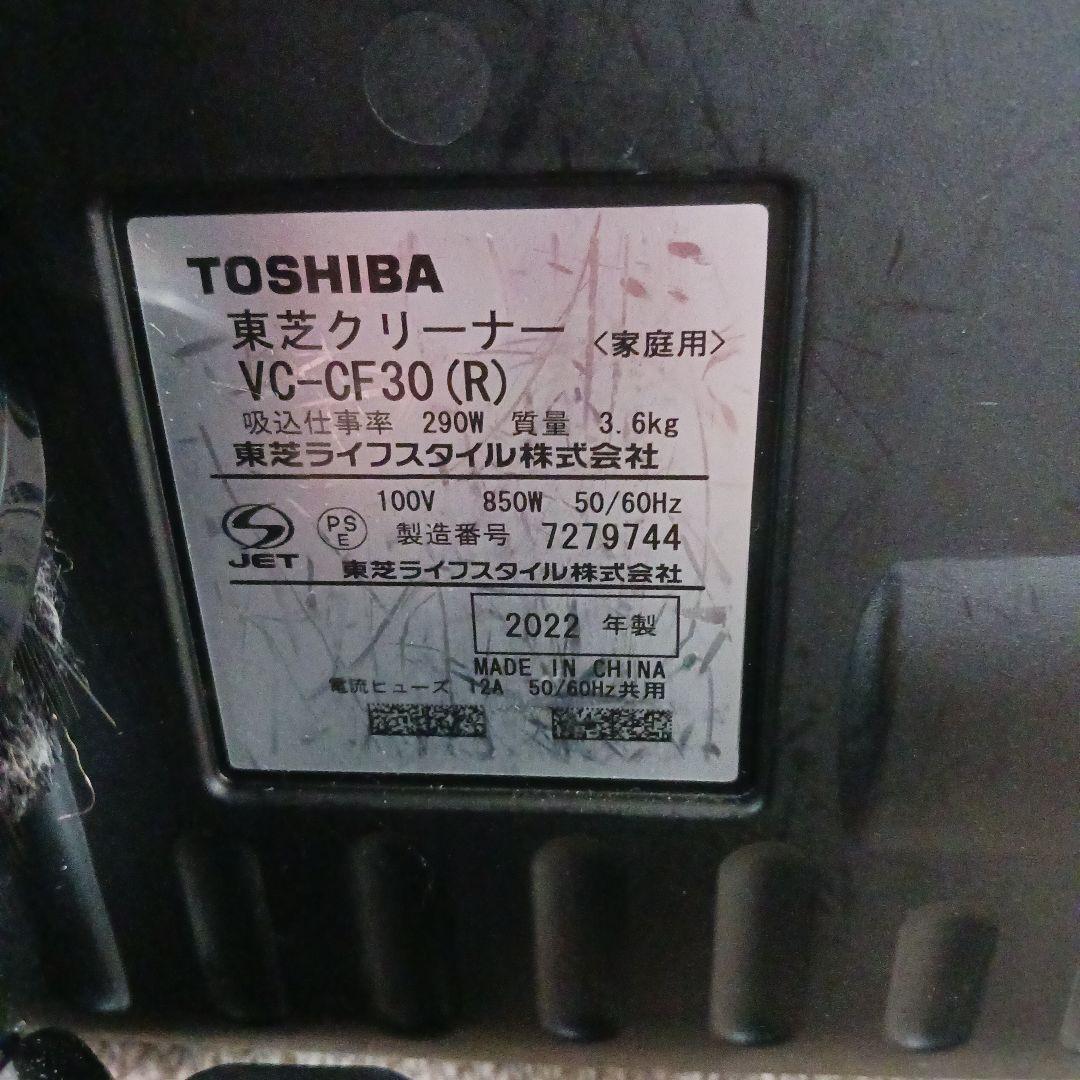 TOSHIBA
東芝クリーナー 〈家庭用〉
VC-CF30(R)
吸込仕事率 290W 質量 3.6kg
東芝ライフスタイル株式会社
100V 850W 50/60Hz
JET PSE 製造番号 7279744
東芝ライフスタイル株式会社
2022 年製
MADE IN CHINA
電流ヒューズ 12A 50/60Hz共用